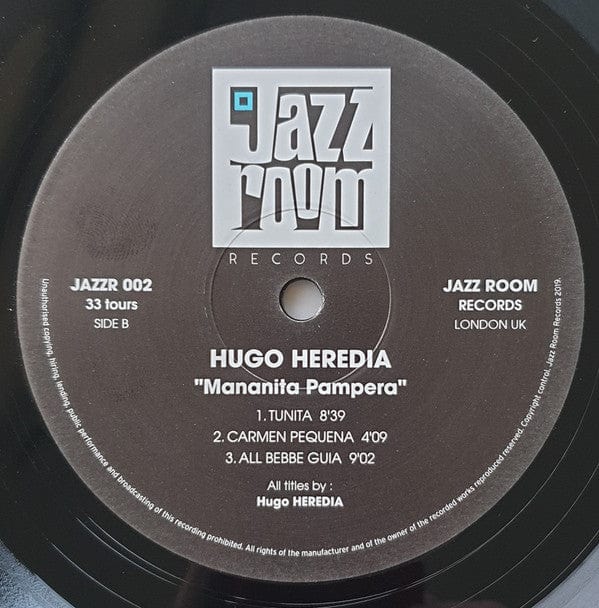 Jazz
room
RECORDS
JAZZR 002
33 tours
SIDE B
JAZZ ROOM
RECORDS
LONDON UK
HUGO HEREDIA
"Mananita Pampera"
1. TUNITA 8'39
2. CARMEN PEQUENA 4'09
3. ALL BEBBE GUIA 9'02
All titles by :
Hugo HEREDIA
Unauthorised copying, hiring, lending, public performance and broadcasting of this recording prohibited. All rights of the manufacturer and of the owner of the recorded works reproduced reserved. Copyright control. Jazz Room Records 2019.